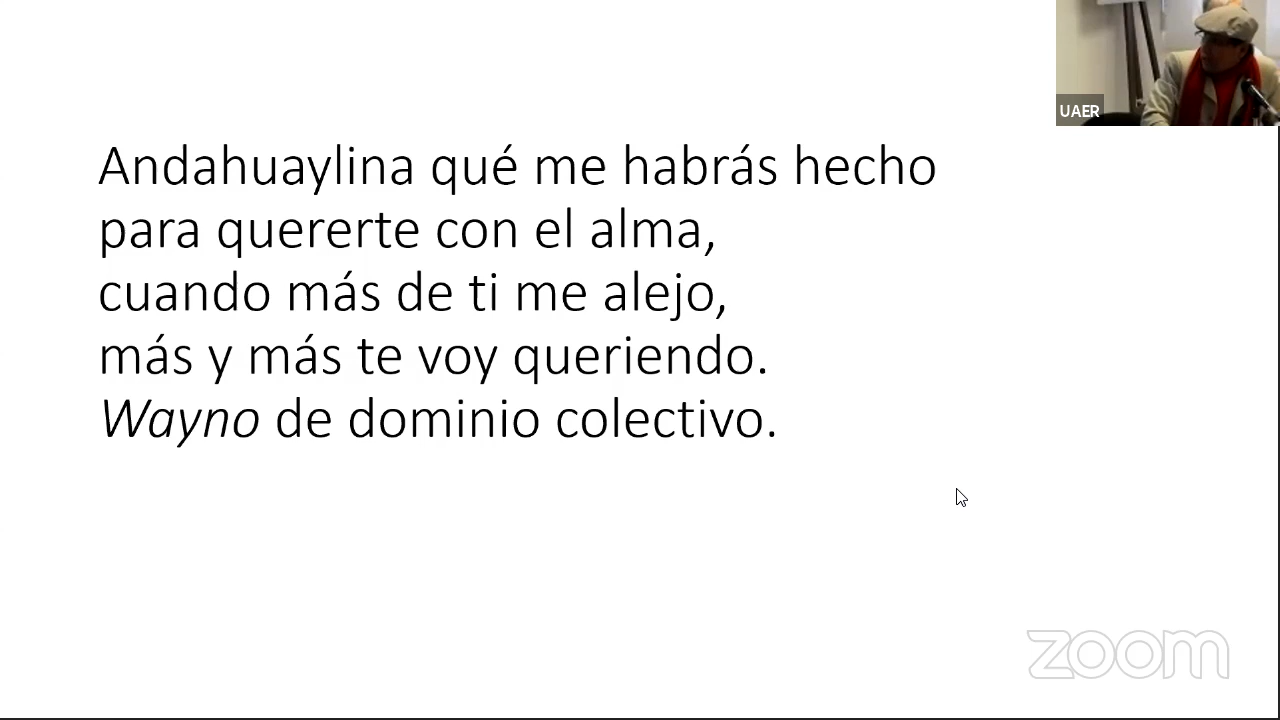 UAER
Andahuaylina qué me habrás hecho
para quererte con el alma,
cuando más de ti me alejo,
más y más te voy queriendo.
Wayno de dominio colectivo.
zoom